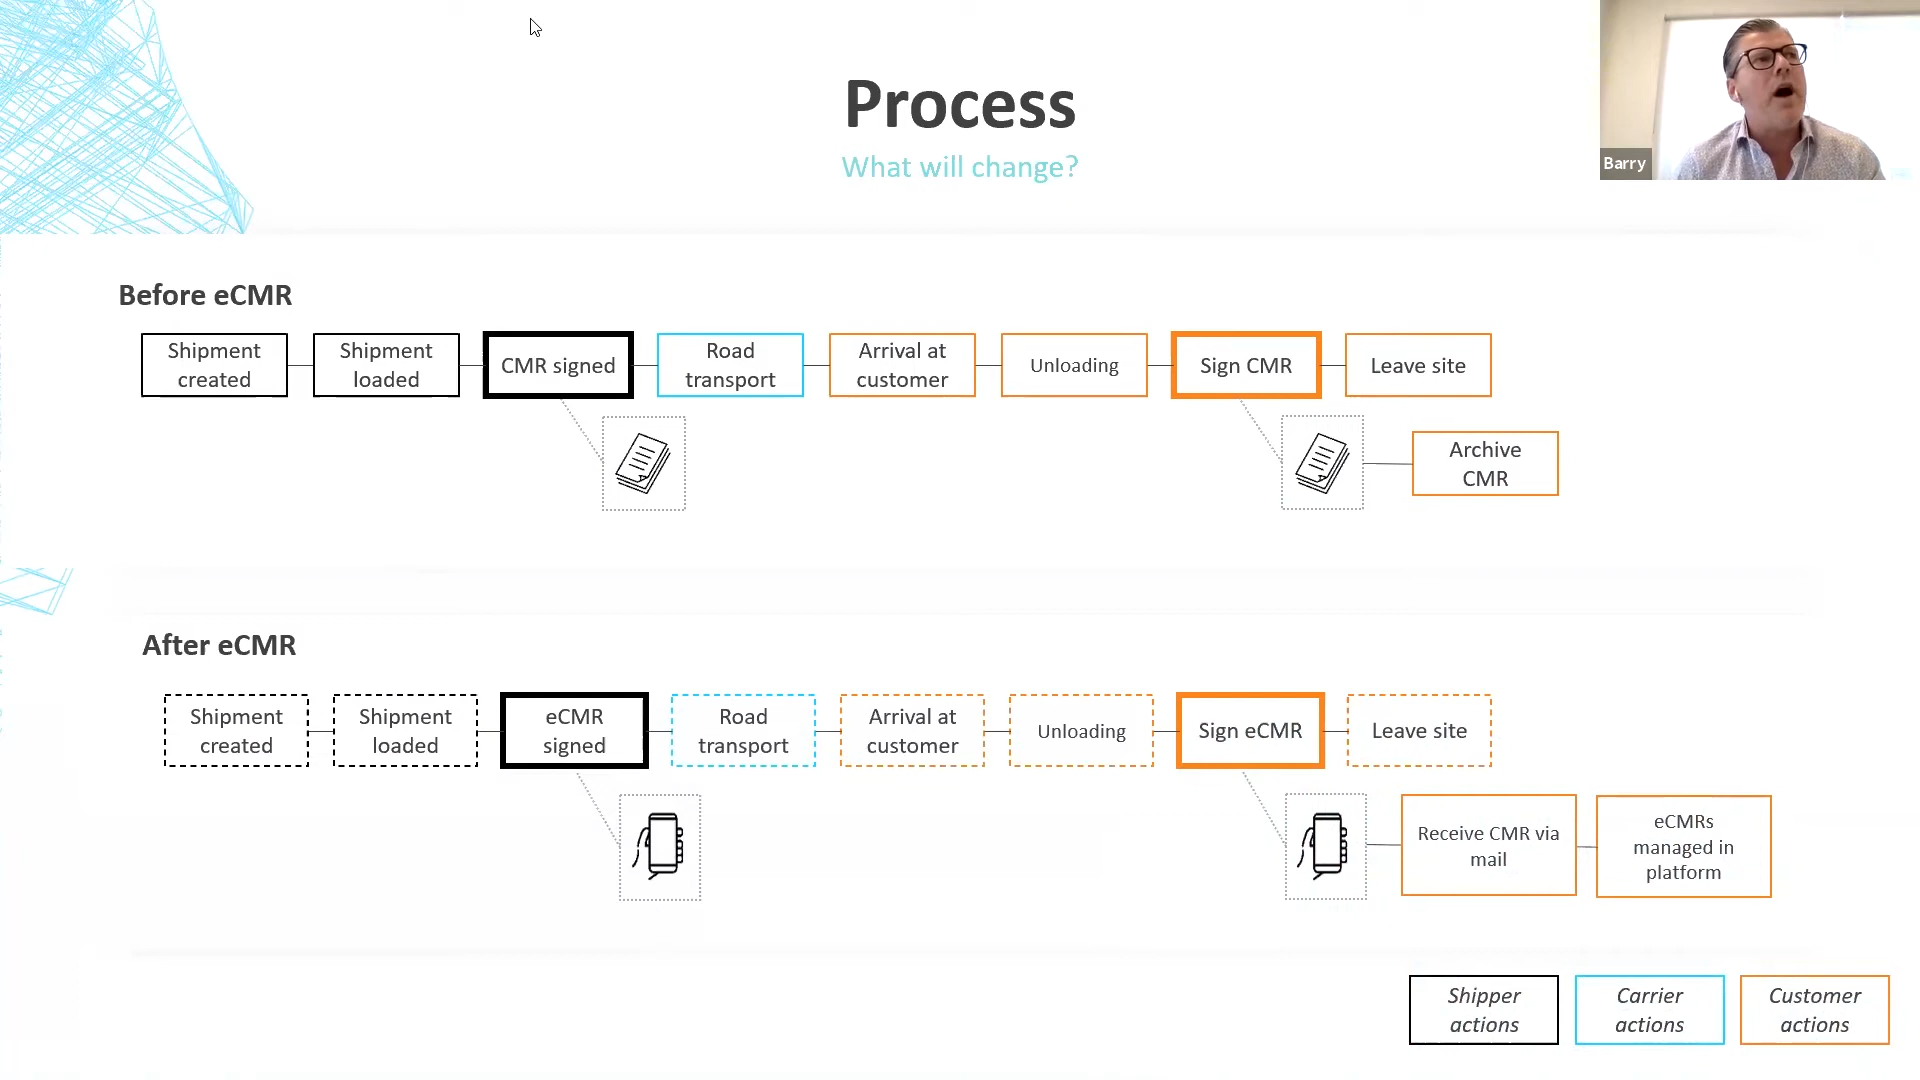 Process
What will change?
Barry
Before eCMR
Shipment
created
Shipment
loaded
CMR signed
Road
transport
Arrival at
customer
Unloading
Sign CMR
Leave site
Archive
CMR
After eCMR
Shipment
created
Shipment
loaded
eCMR
signed
Road
transport
Arrival at
customer
Unloading
Sign eCMR
Leave site
Receive CMR via
mail
eCMRs
managed in
platform
Shipper
actions
Carrier
actions
Customer
actions